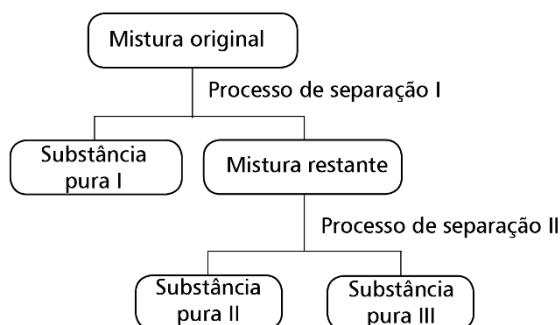 Mistura original
Processo de separação I
Substância
pura I
Mistura restante
Processo de separação II
Substância
pura II
Substância
pura III